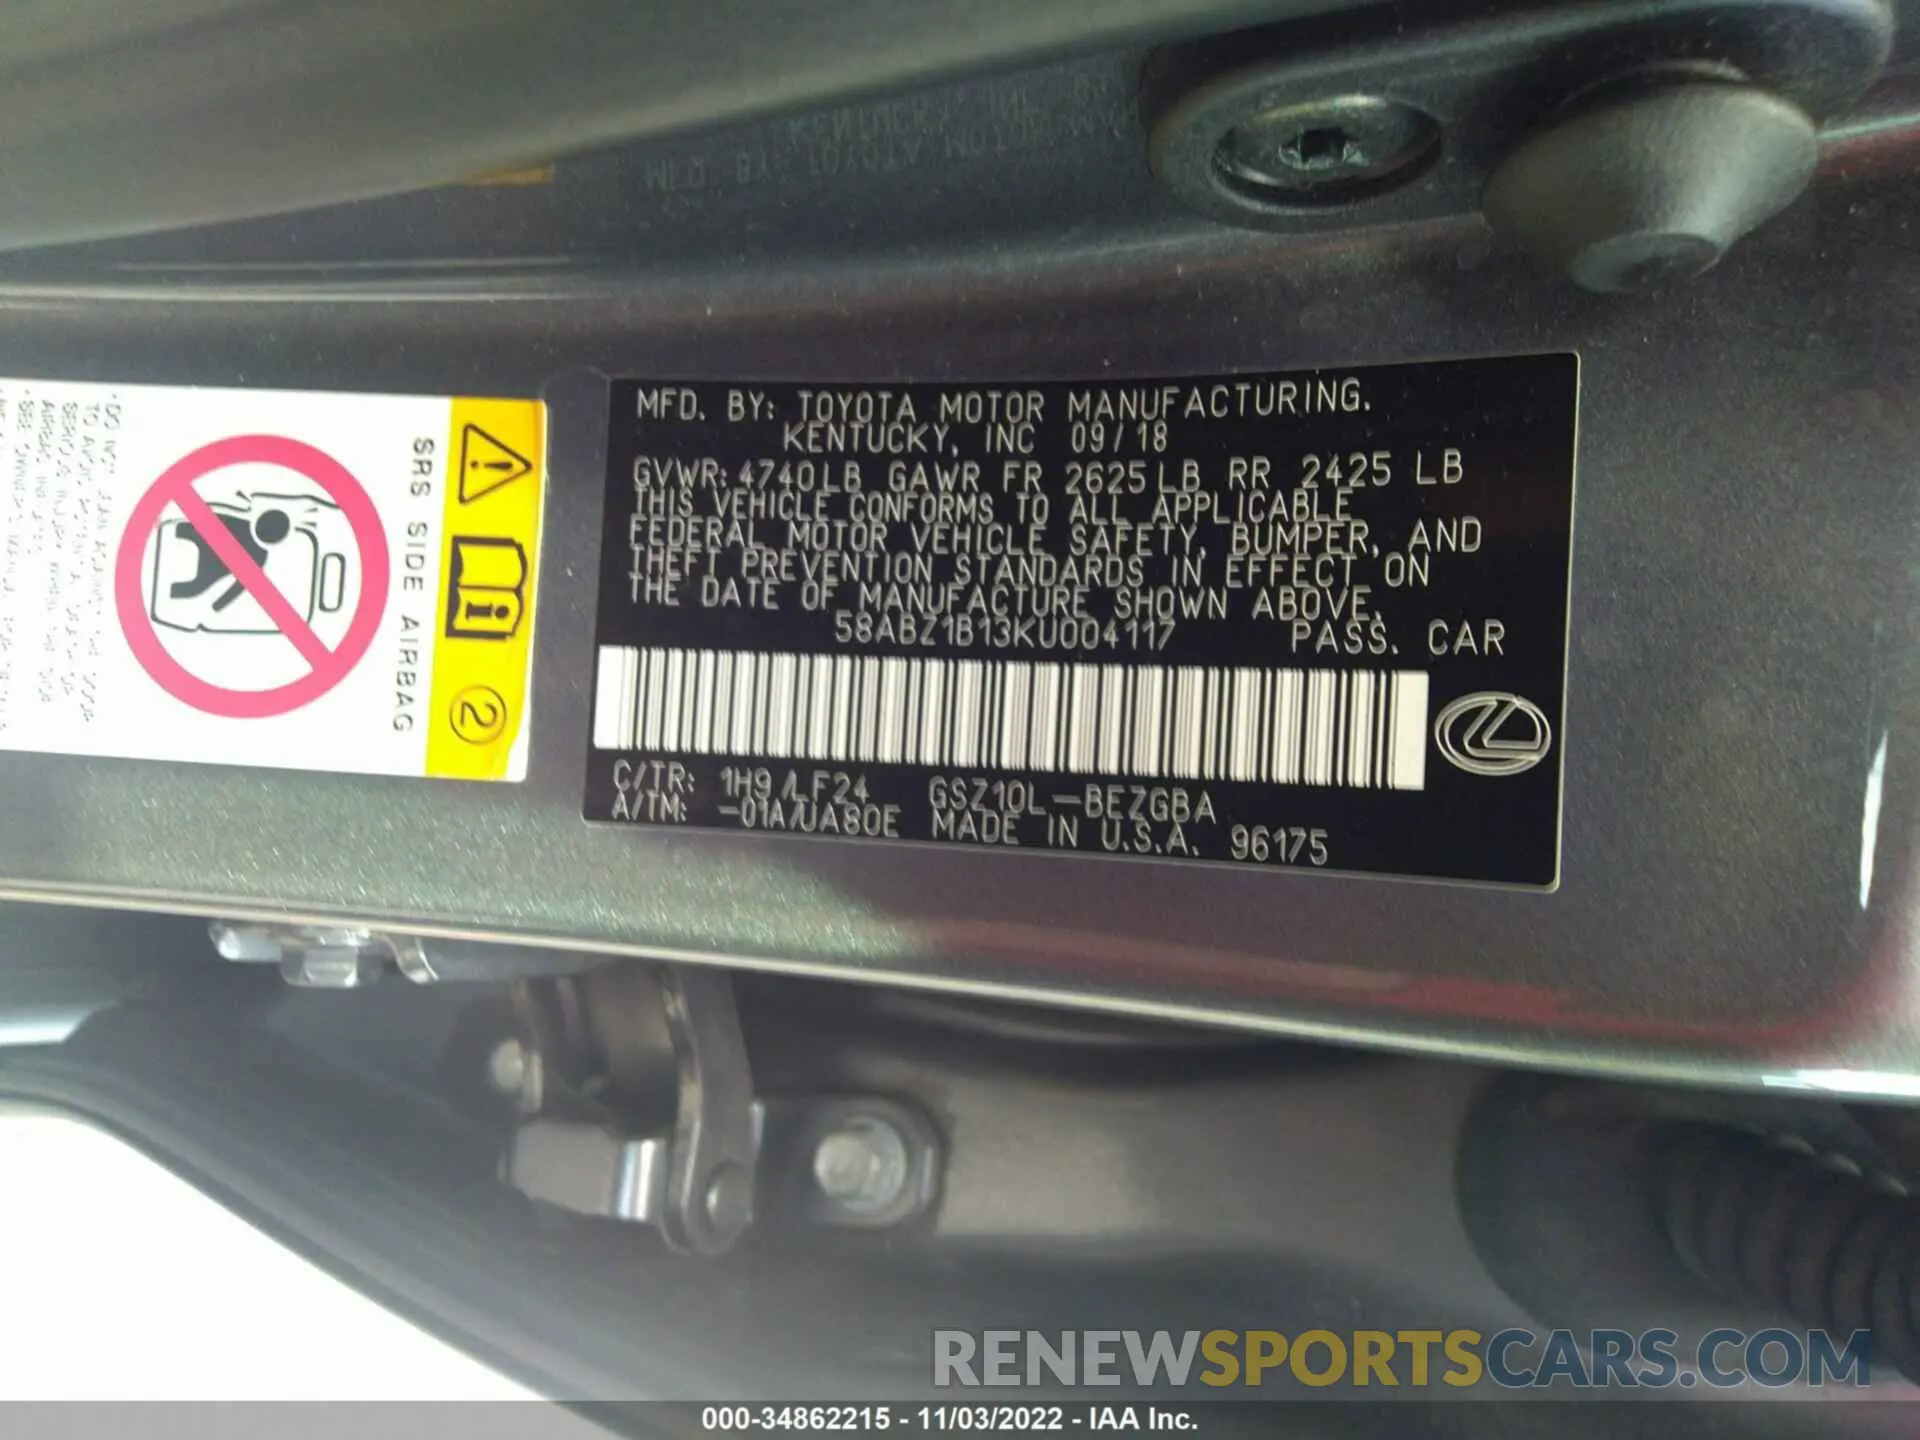 MFD. BY: TOYOTA MOTOR MANUFACTURING.
KENTUCKY, INC 09/18
GVWR: 4740LB GAWR FR 2625LB RR 2425 LB
THIS VEHICLE CONFORMS TO ALL APPLICABLE
FEDERAL MOTOR VEHICLE SAFETY, BUMPER, AND
THEFT PREVENTION STANDARDS IN EFFECT ON
THE DATE OF MANUFACTURE SHOWN ABOVE.
58ABZ1B13KU004117 PASS. CAR
C/TR: 1H9/LF24 GSZ10L-BEZGBA
A/TM: -01A/UA80E MADE IN U.S.A. 96175
SRS SIDE AIRBAG
2
RENEWSPORTSCARS.COM
000-34862215 - 11/03/2022 - IAA Inc.